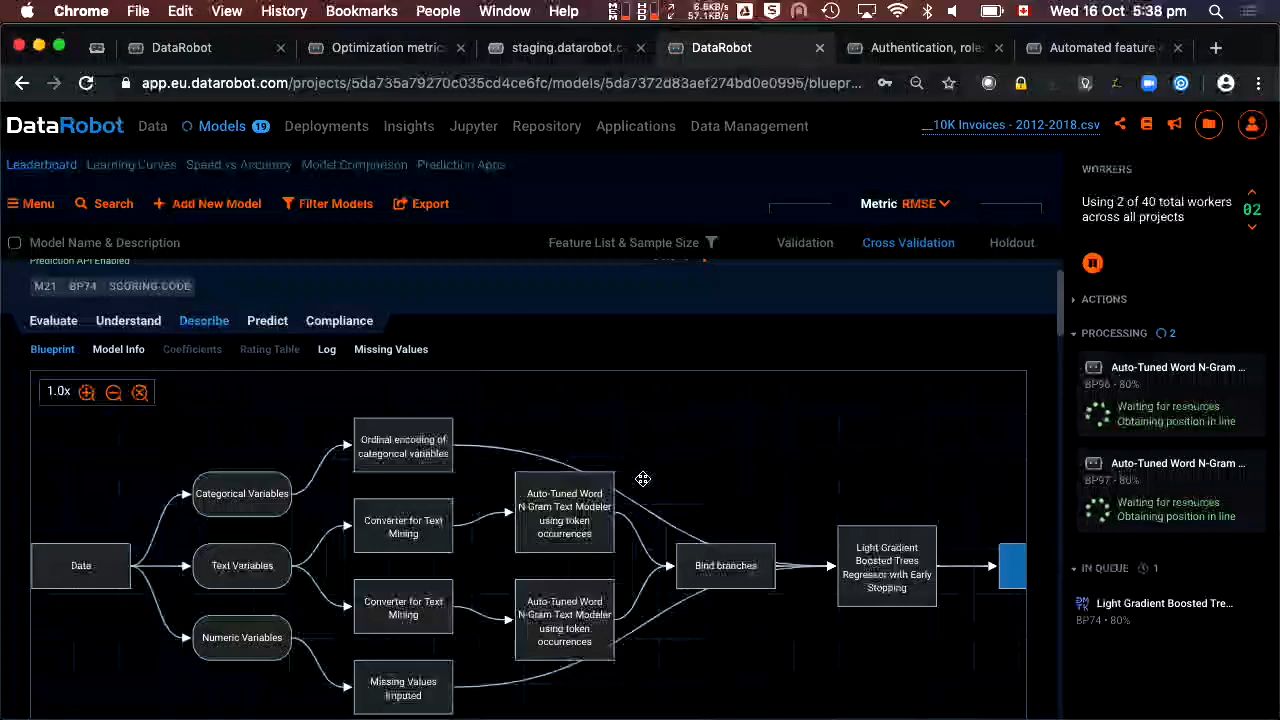 Chrome File Edit View History Bookmarks People Window Help 6.6KB/s 57.1KB/s Wed 16 Oct 5:38 pm
DataRobot Optimization metric staging.datarobot.c DataRobot Authentication, role Automated feature
app.eu.datarobot.com/projects/5da735a79270c035cd4ce6fc/models/5da7372d83aef274bd0e0995/bluepr...
DataRobot Data Models 19 Deployments Insights Jupyter Repository Applications Data Management __10K Invoices - 2012-2018.csv
Leaderboard Learning Curves Speed vs Accuracy Model Comparison Prediction Apps
Menu Search Add New Model Filter Models Export Metric RMSE
Model Name & Description Feature List & Sample Size Validation Cross Validation Holdout
Prediction API Enabled
M21 BP74 SCORING CODE
Evaluate Understand Describe Predict Compliance
Blueprint Model Info Coefficients Rating Table Log Missing Values
1.0x
Data
Categorical Variables
Text Variables
Numeric Variables
Ordinal encoding of
categorical variables
Converter for Text
Mining
Converter for Text
Mining
Missing Values
Imputed
Auto-Tuned Word
N-Gram Text Modeler
using token
occurrences
Auto-Tuned Word
N-Gram Text Modeler
using token
occurrences
Bind branches
Light Gradient
Boosted Trees
Regressor with Early
Stopping
WORKERS
Using 2 of 40 total workers
across all projects
02
ACTIONS
PROCESSING 2
Auto-Tuned Word N-Gram ...
BP96 • 80%
Waiting for resources
Obtaining position in line
Auto-Tuned Word N-Gram ...
BP97 • 80%
Waiting for resources
Obtaining position in line
IN QUEUE 1
Light Gradient Boosted Tre...
BP74 • 80%